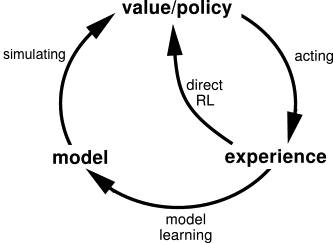 value/policy
simulating
acting
direct
RL
model
experience
model
learning